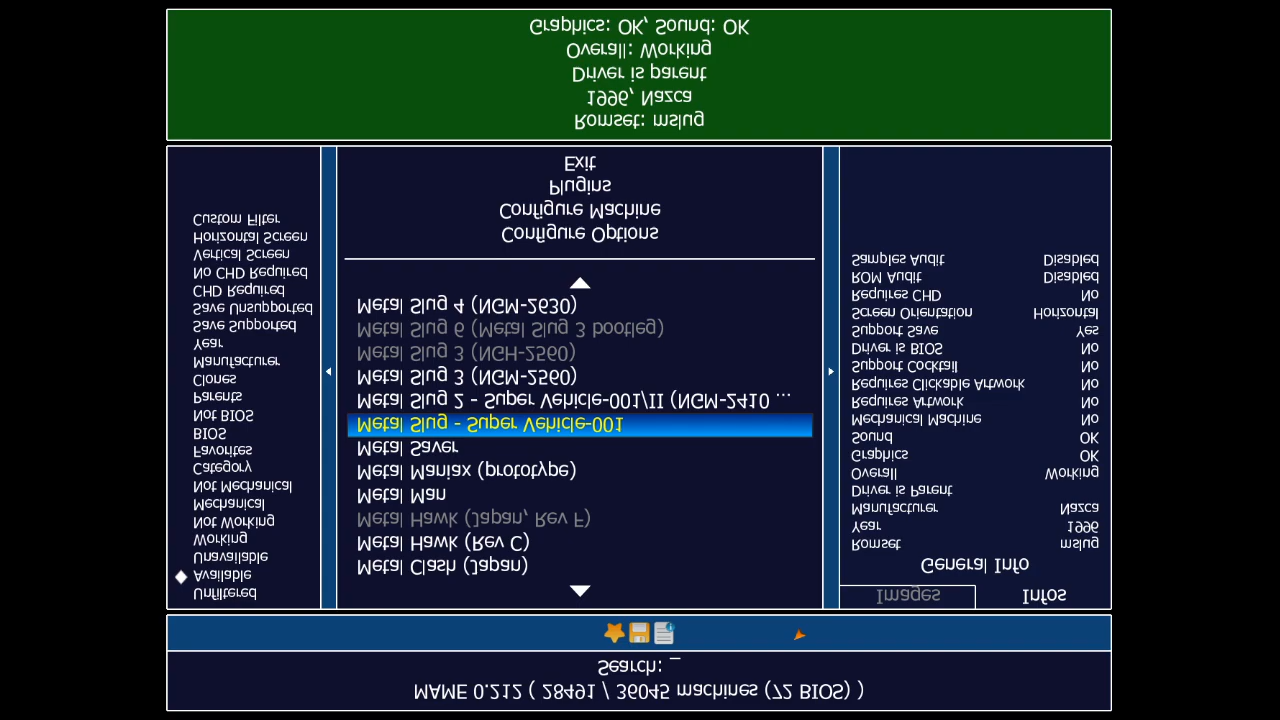 MAME 0.212 ( 28491 / 36045 machines (72 BIOS) )
Search: _
Unfiltered
Available
Unavailable
Working
Not Working
Mechanical
Not Mechanical
Category
Favorites
BIOS
Not BIOS
Parents
Clones
Manufacturer
Year
Save Supported
Save Unsupported
CHD Required
No CHD Required
Vertical Screen
Horizontal Screen
Custom Filter
Metal Clash (Japan)
Metal Hawk (Rev C)
Metal Hawk (Japan, Rev F)
Metal Man
Metal Maniax (prototype)
Metal Saver
Metal Slug - Super Vehicle-001
Metal Slug 2 - Super Vehicle-001/II (NGM-2410 ...
Metal Slug 3 (NGM-2560)
Metal Slug 3 (NGH-2560)
Metal Slug 6 (Metal Slug 3 bootleg)
Metal Slug 4 (NGM-2630)
Configure Options
Configure Machine
Plugins
Exit
Images Infos
General Info
Romset mslug
Year 1996
Manufacturer Nazca
Driver is Parent
Overall Working
Graphics OK
Sound OK
Mechanical Machine No
Requires Artwork No
Requires Clickable Artwork No
Support Cocktail No
Driver is BIOS No
Support Save Yes
Screen Orientation Horizontal
Requires CHD No
ROM Audit Disabled
Samples Audit Disabled
Romset: mslug
1996, Nazca
Driver is parent
Overall: Working
Graphics: OK, Sound: OK